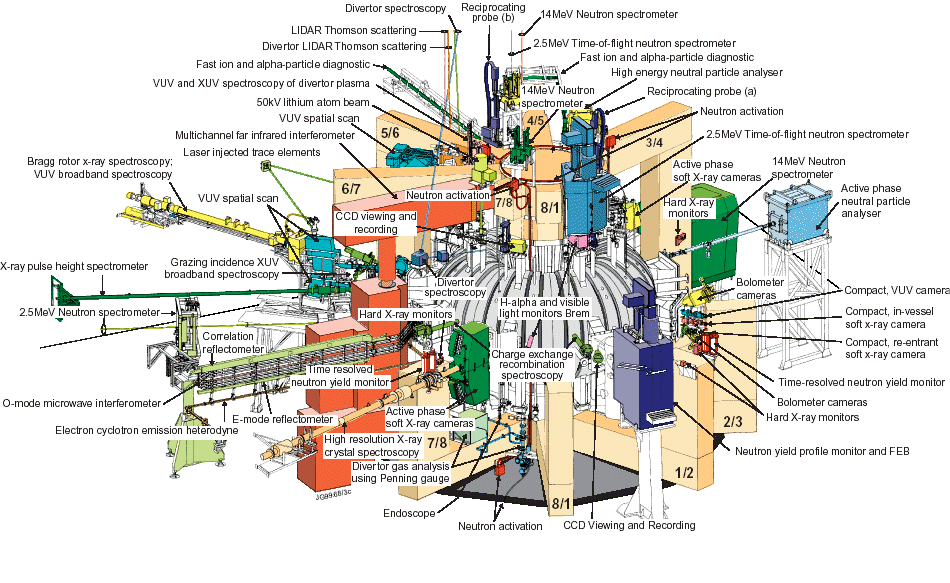 Divertor spectroscopy
Reciprocating
probe (b)
14MeV Neutron spectrometer
LIDAR Thomson scattering
Divertor LIDAR Thomson scattering
2.5MeV Time-of-flight neutron spectrometer
Fast ion and alpha-particle diagnostic
Fast ion and alpha-particle diagnostic
High energy neutral particle analyser
VUV and XUV spectroscopy of divertor plasma
14MeV Neutron
spectrometer
Reciprocating probe (a)
50kV lithium atom beam
Neutron activation
VUV spatial scan
4/5
5/6
3/4
Multichannel far infrared interferometer
2.5MeV Time-of-flight neutron spectrometer
Laser injected trace elements
Bragg rotor x-ray spectroscopy;
VUV broadband spectroscopy
Active phase
soft X-ray cameras
14MeV Neutron
spectrometer
6/7
Neutron activation
7/8
8/1
Hard X-ray
monitors
Active phase
neutral particle
analyser
VUV spatial scan
CCD viewing and
recording
Grazing incidence XUV
broadband spectroscopy
X-ray pulse height spectrometer
Divertor
spectroscopy
Bolometer
cameras
Compact, VUV camera
H-alpha and visible
light monitors Brem
2.5MeV Neutron spectrometer
Hard X-ray monitors
Compact, in-vessel
soft x-ray camera
Correlation
reflectometer
Compact, re-entrant
soft x-ray camera
Charge exchange
recombination
spectroscopy
Time resolved
neutron yield monitor
Time-resolved neutron yield monitor
O-mode microwave interferometer
Bolometer cameras
Active phase
soft X-ray cameras
E-mode reflectometer
Hard X-ray monitors
2/3
Electron cyclotron emission heterodyne
High resolution X-ray
crystal spectroscopy
7/8
Neutron yield profile monitor and FEB
Divertor gas analysis
using Penning gauge
1/2
JG99.68/3c
8/1
Endoscope
Neutron activation
CCD Viewing and Recording